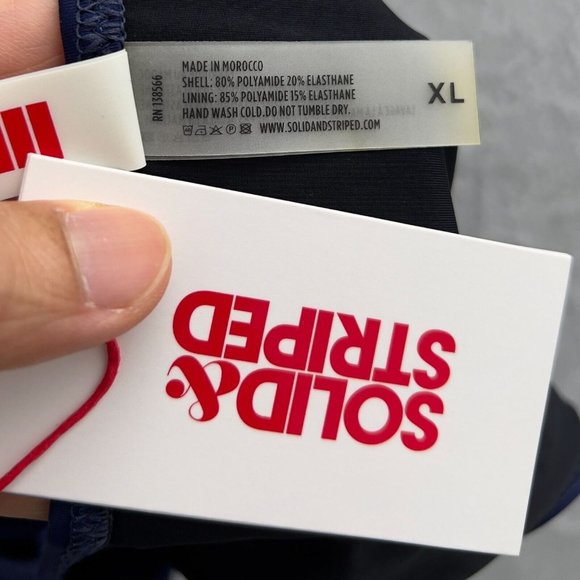 MADE IN MOROCCO
SHELL: 80% POLYAMIDE 20% ELASTHANE
LINING: 85% POLYAMIDE 15% ELASTHANE
HAND WASH COLD.DO NOT TUMBLE DRY.
WWW.SOLIDANDSTRIPED.COM
RN 138566
XL
SOLID&
STRIPED